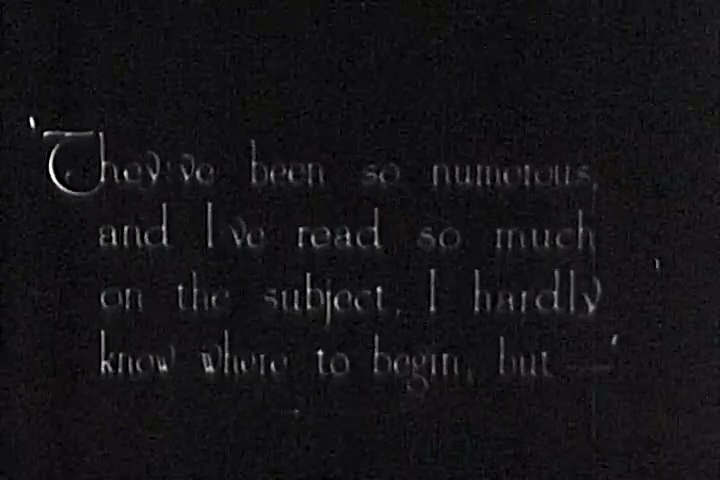 'They've been so numerous,
and I've read so much
on the subject, I hardly
know where to begin, but —'